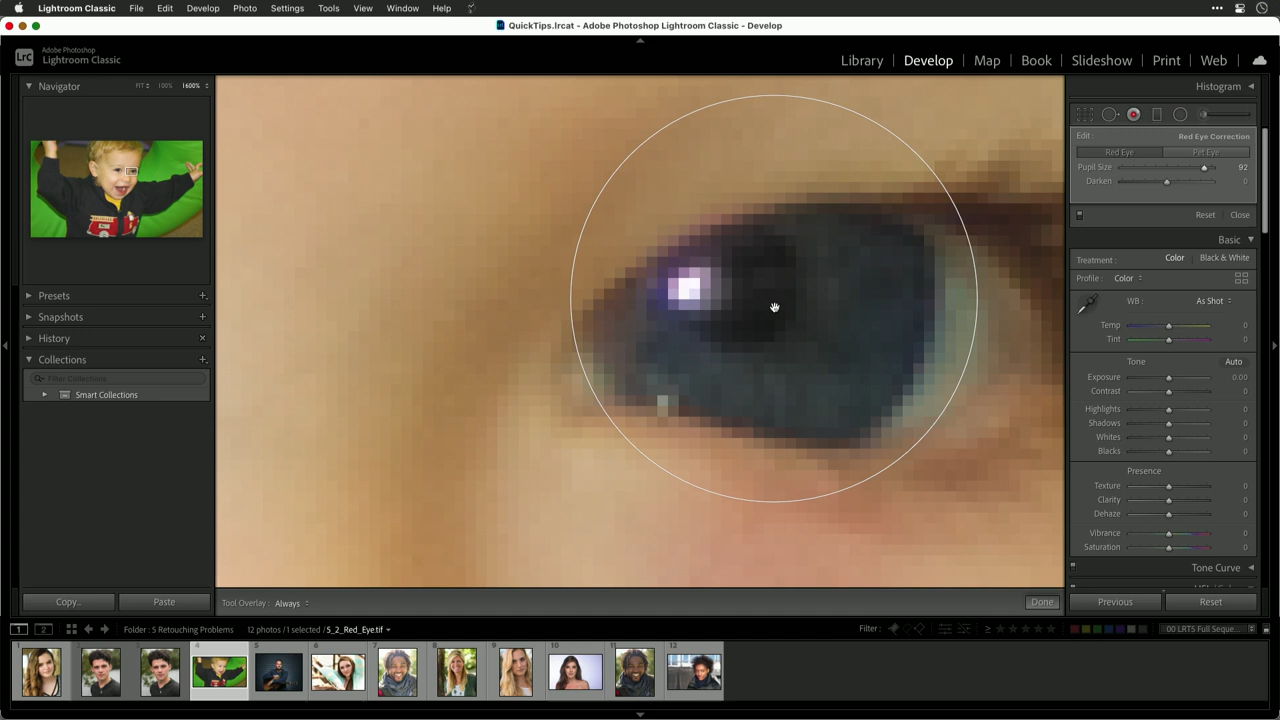 Lightroom Classic File Edit Develop Photo Settings Tools View Window Help
QuickTips.lrcat - Adobe Photoshop Lightroom Classic - Develop
Lrc Adobe Photoshop
Lightroom Classic
Library | Develop | Map | Book | Slideshow | Print | Web
Navigator FIT 100% 1600%
Histogram
Edit : Red Eye Correction
Red Eye Pet Eye
Pupil Size 92
Darken 0
Reset Close
Basic
Treatment : Color Black & White
Profile : Color
WB : As Shot
Temp 0
Tint 0
Tone Auto
Exposure 0.00
Contrast 0
Highlights 0
Shadows 0
Whites 0
Blacks 0
Presence
Texture 0
Clarity 0
Dehaze 0
Vibrance 0
Saturation 0
Tone Curve
Presets
Snapshots
History
Collections
Filter Collections
Smart Collections
Copy... Paste
Tool Overlay : Always Done
Previous Reset
1 2 Folder : 5 Retouching Problems 12 photos / 1 selected / 5_2_Red_Eye.tif Filter : 00 LRTS Full Seque...
1 2 3 4 5 6 7 8 9 10 11 12